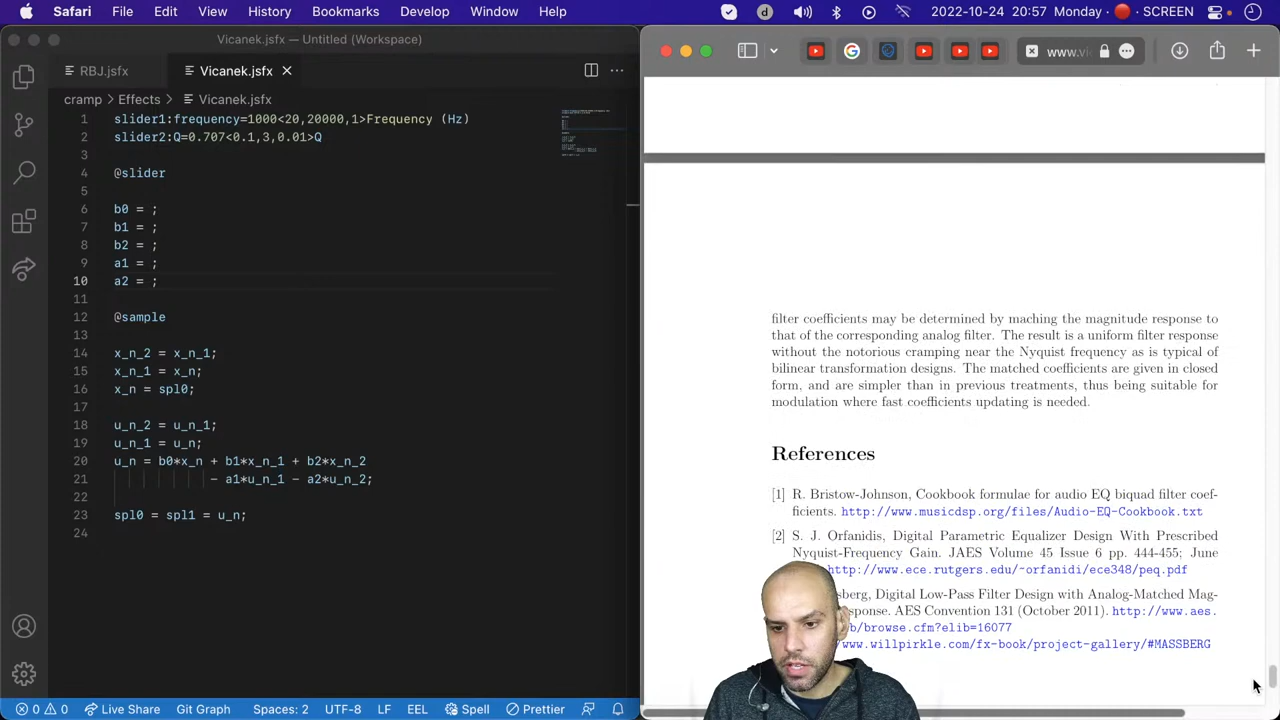 Safari File Edit View History Bookmarks Develop Window Help
2022-10-24 20:57 Monday SCREEN
Vicanek.jsfx — Untitled (Workspace)
RBJ.jsfx Vicanek.jsfx
cramp Effects Vicanek.jsfx
1 slider1:frequency=1000<20,20000,1>Frequency (Hz)
2 slider2:Q=0.707<0.1,3,0.01>Q
3
4 @slider
5
6 b0 = ;
7 b1 = ;
8 b2 = ;
9 a1 = ;
10 a2 = ;
11
12 @sample
13
14 x_n_2 = x_n_1;
15 x_n_1 = x_n;
16 x_n = spl0;
17
18 u_n_2 = u_n_1;
19 u_n_1 = u_n;
20 u_n = b0*x_n + b1*x_n_1 + b2*x_n_2
21 - a1*u_n_1 - a2*u_n_2;
22
23 spl0 = spl1 = u_n;
24
0 0 Live Share Git Graph Spaces: 2 UTF-8 LF EEL Spell Prettier
filter coefficients may be determined by maching the magnitude response to
that of the corresponding analog filter. The result is a uniform filter response
without the notorious cramping near the Nyquist frequency as is typical of
bilinear transformation designs. The matched coefficients are given in closed
form, and are simpler than in previous treatments, thus being suitable for
modulation where fast coefficients updating is needed.
References
[1] R. Bristow-Johnson, Cookbook formulae for audio EQ biquad filter coef-
ficients. http://www.musicdsp.org/files/Audio-EQ-Cookbook.txt
[2] S. J. Orfanidis, Digital Parametric Equalizer Design With Prescribed
Nyquist-Frequency Gain. JAES Volume 45 Issue 6 pp. 444-455; June
http://www.ece.rutgers.edu/~orfanidi/ece348/peq.pdf
sberg, Digital Low-Pass Filter Design with Analog-Matched Mag-
sponse. AES Convention 131 (October 2011). http://www.aes.
b/browse.cfm?elib=16077
www.willpirkle.com/fx-book/project-gallery/#MASSBERG